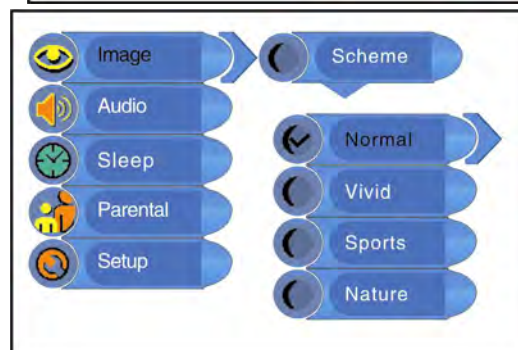 Image
Audio
Sleep
Parental
Setup
Scheme
Normal
Vivid
Sports
Nature